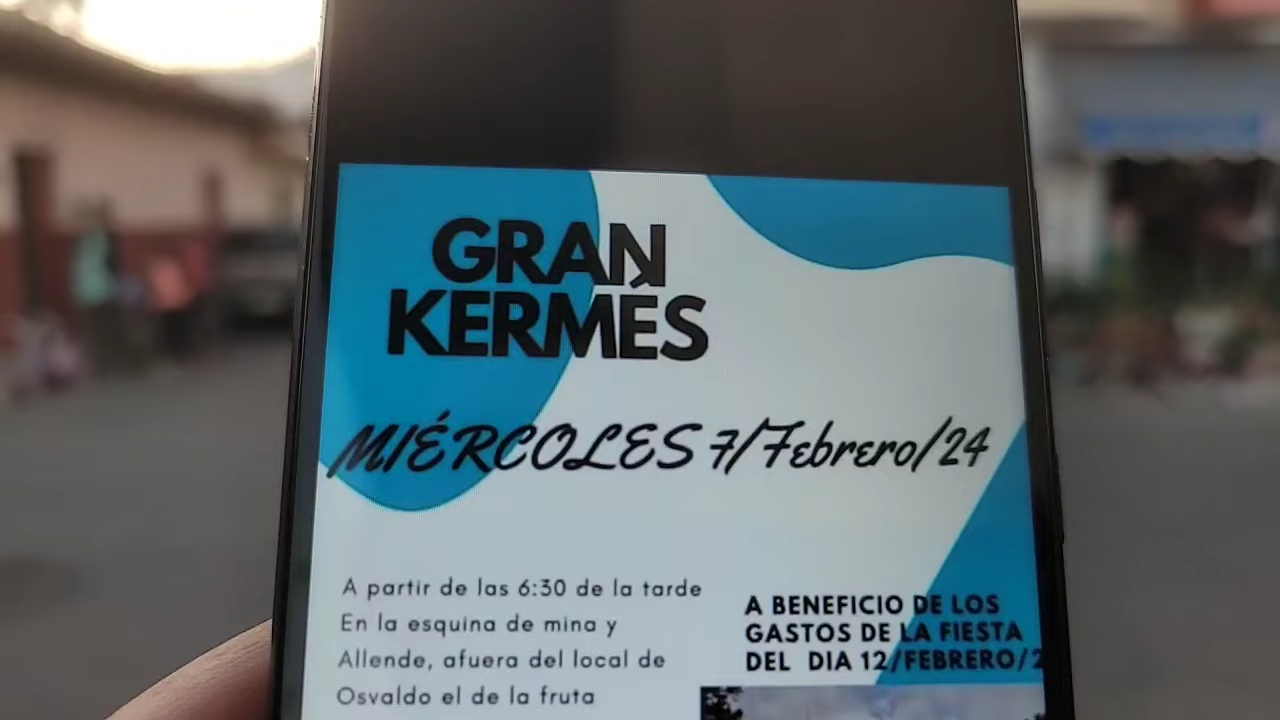 GRAN
KERMÉS
MIÉRCOLES 7/Febrero/24
A partir de las 6:30 de la tarde
En la esquina de mina y
Allende, afuera del local de
Osvaldo el de la fruta
A BENEFICIO DE LOS
GASTOS DE LA FIESTA
DEL DIA 12/FEBRERO/2